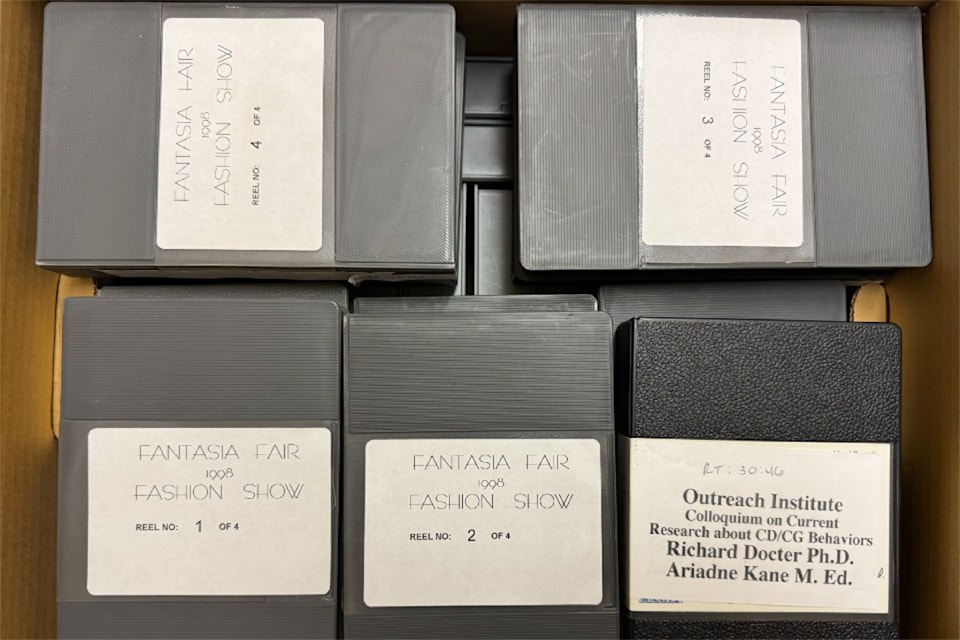 FANTASIA FAIR
1998
FASHION SHOW
REEL NO: 4 OF 4
FANTASIA FAIR
1998
FASHION SHOW
REEL NO: 3 OF 4
FANTASIA FAIR
1998
FASHION SHOW
REEL NO: 1 OF 4
FANTASIA FAIR
1998
FASHION SHOW
REEL NO: 2 OF 4
RT: 30:46
Outreach Institute
Colloquium on Current
Research about CD/CG Behaviors
Richard Docter Ph.D.
Ariadne Kane M. Ed.